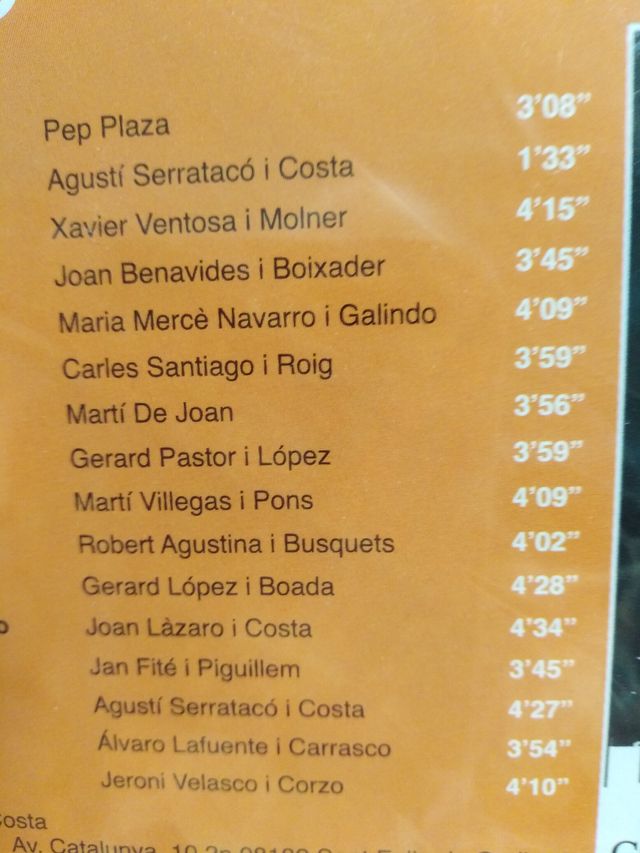 Pep Plaza 3'08"
Agustí Serratacó i Costa 1'33"
Xavier Ventosa i Molner 4'15"
Joan Benavides i Boixader 3'45"
Maria Mercè Navarro i Galindo 4'09"
Carles Santiago i Roig 3'59"
Martí De Joan 3'56"
Gerard Pastor i López 3'59"
Martí Villegas i Pons 4'09"
Robert Agustina i Busquets 4'02"
Gerard López i Boada 4'28"
Joan Làzaro i Costa 4'34"
Jan Fité i Piguillem 3'45"
Agustí Serratacó i Costa 4'27"
Álvaro Lafuente i Carrasco 3'54"
Jeroni Velasco i Corzo 4'10"
Costa
Av. Catalunya